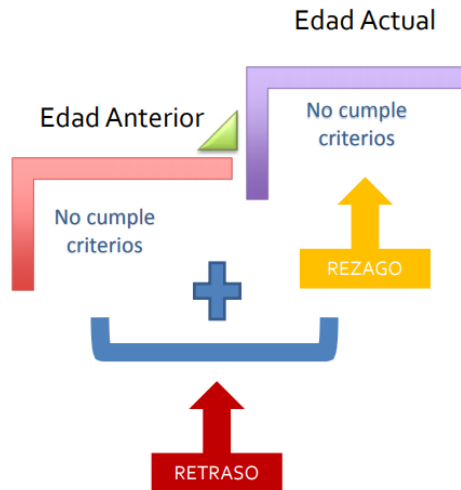 Edad Actual
Edad Anterior
No cumple
criterios
No cumple
criterios
REZAGO
RETRASO